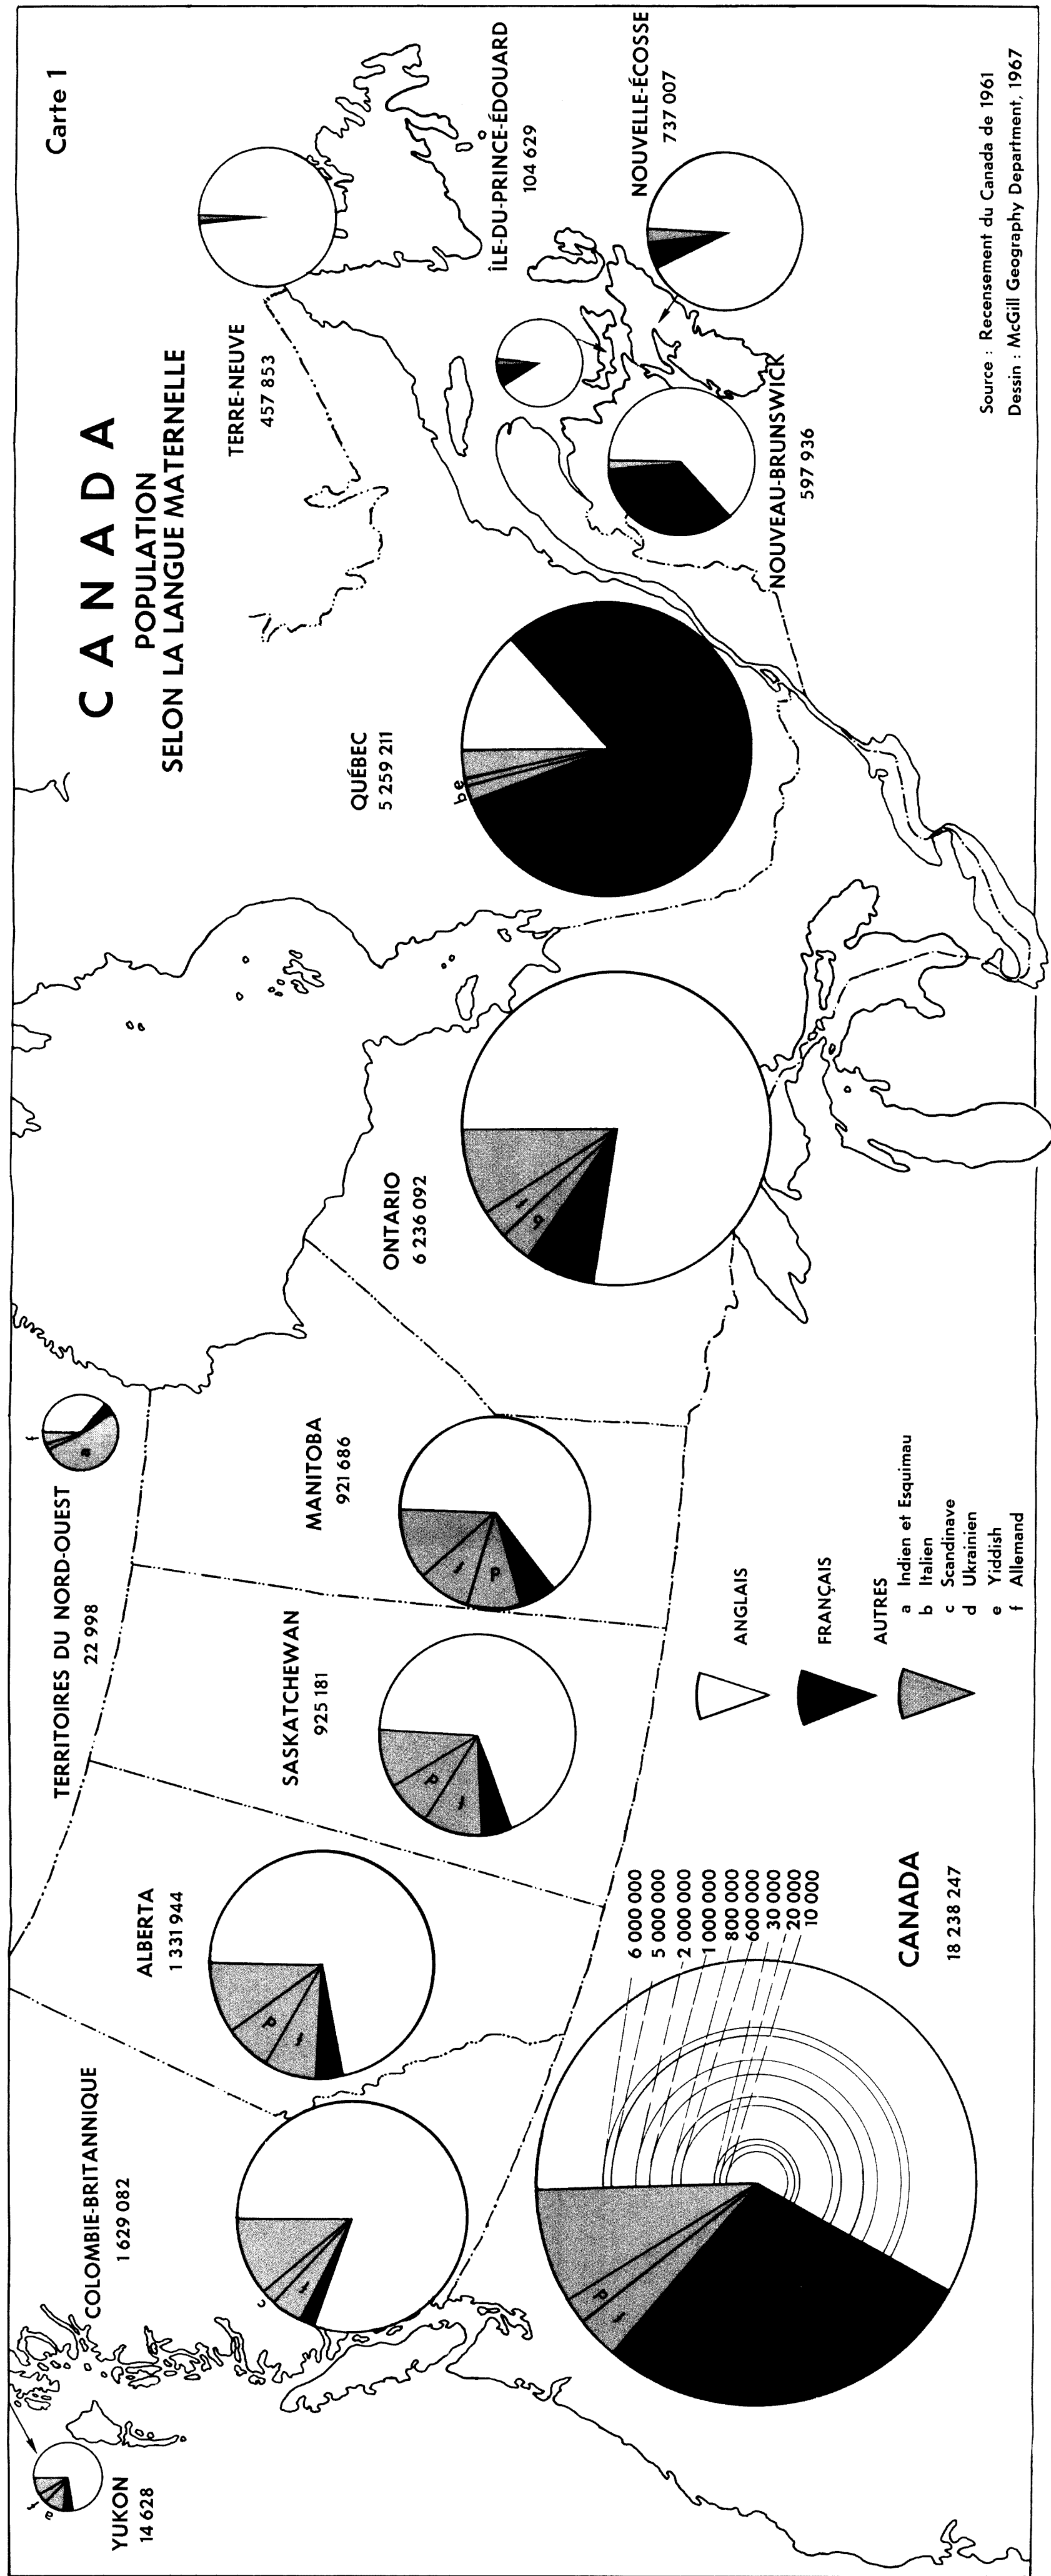 Carte 1
CANADA
POPULATION
SELON LA LANGUE MATERNELLE
YUKON
14 628
COLOMBIE-BRITANNIQUE
1 629 082
ALBERTA
1 331 944
TERRITOIRES DU NORD-OUEST
22 998
SASKATCHEWAN
925 181
MANITOBA
921 686
ONTARIO
6 236 092
QUÉBEC
5 259 211
TERRE-NEUVE
457 853
ÎLE-DU-PRINCE-ÉDOUARD
104 629
NOUVELLE-ÉCOSSE
737 007
NOUVEAU-BRUNSWICK
597 936
f
a
c
f
d
f
f
a
d
f
f
d
f
b
b e
d
f
6 000 000
5 000 000
2 000 000
1 000 000
800 000
600 000
30 000
20 000
10 000
CANADA
18 238 247
ANGLAIS
FRANÇAIS
AUTRES
a Indien et Esquimau
b Italien
c Scandinave
d Ukrainien
e Yiddish
f Allemand
Source : Recensement du Canada de 1961
Dessin : McGill Geography Department, 1967